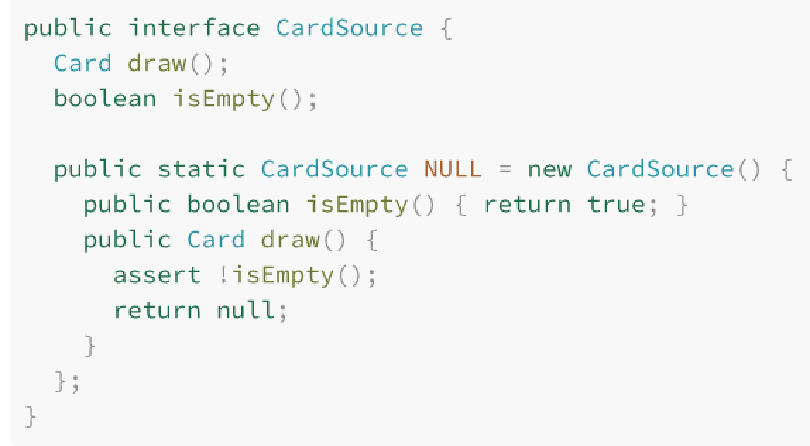 public interface CardSource {
  Card draw();
  boolean isEmpty();

  public static CardSource NULL = new CardSource() {
    public boolean isEmpty() { return true; }
    public Card draw() {
      assert !isEmpty();
      return null;
    }
  };
}